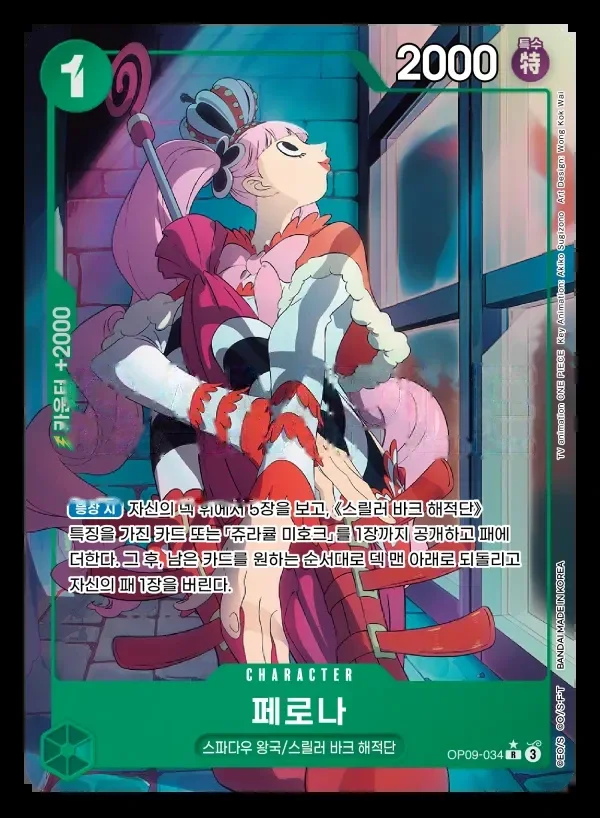 1
2000
특수
特
카운터 +2000
등장 시 자신의 덱 위에서 5장을 보고, 《스릴러 바크 해적단》
특징을 가진 카드 또는 「쥬라큘 미호크」를 1장까지 공개하고 패에
더한다. 그 후, 남은 카드를 원하는 순서대로 덱 맨 아래로 되돌리고
자신의 패 1장을 버린다.
TV animation ONE PIECE Key Animation: Akiko Sugizono Art Design: Wong Kok Wai
BANDAI MADE IN KOREA
©EO/S ©O/S·F·T
CHARACTER
페로나
스파다우 왕국/스릴러 바크 해적단
OP09-034 ★ R 3